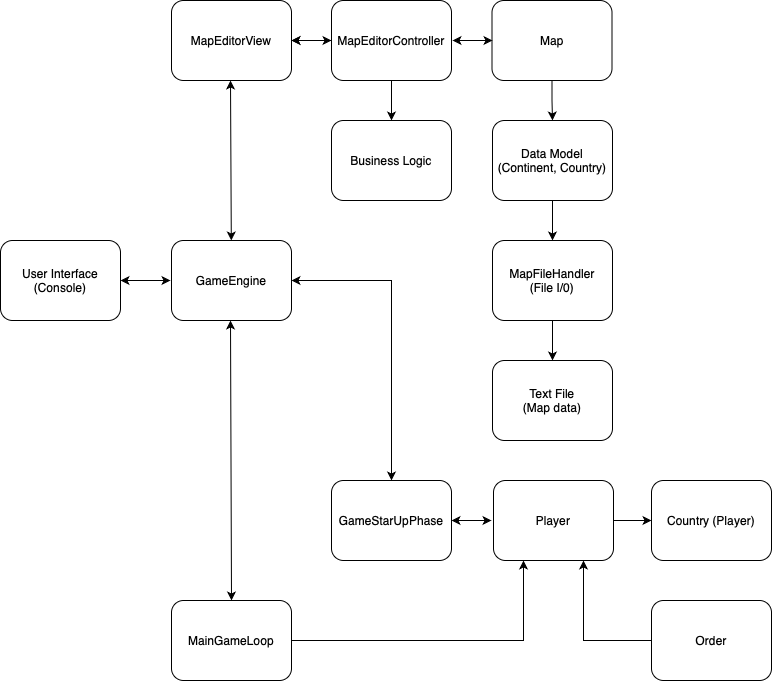 MapEditorView
MapEditorController
Map
Business Logic
Data Model
(Continent, Country)
User Interface
(Console)
GameEngine
MapFileHandler
(File I/0)
Text File
(Map data)
GameStarUpPhase
Player
Country (Player)
MainGameLoop
Order